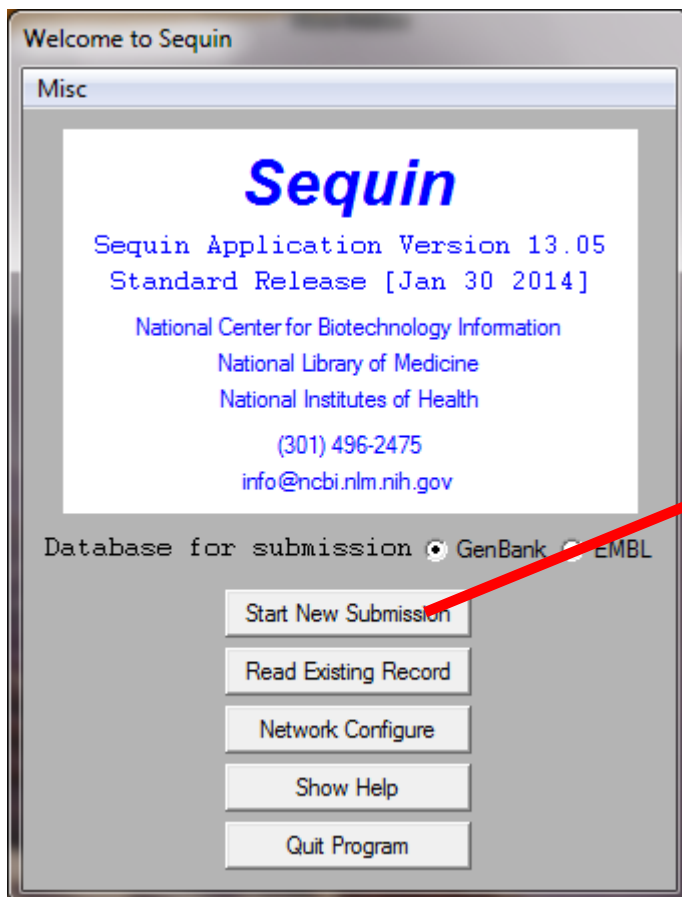 Welcome to Sequin
Misc
Sequin
Sequin Application Version 13.05
Standard Release [Jan 30 2014]
National Center for Biotechnology Information
National Library of Medicine
National Institutes of Health
(301) 496-2475
info@ncbi.nlm.nih.gov
Database for submission GenBank EMBL
Start New Submission
Read Existing Record
Network Configure
Show Help
Quit Program